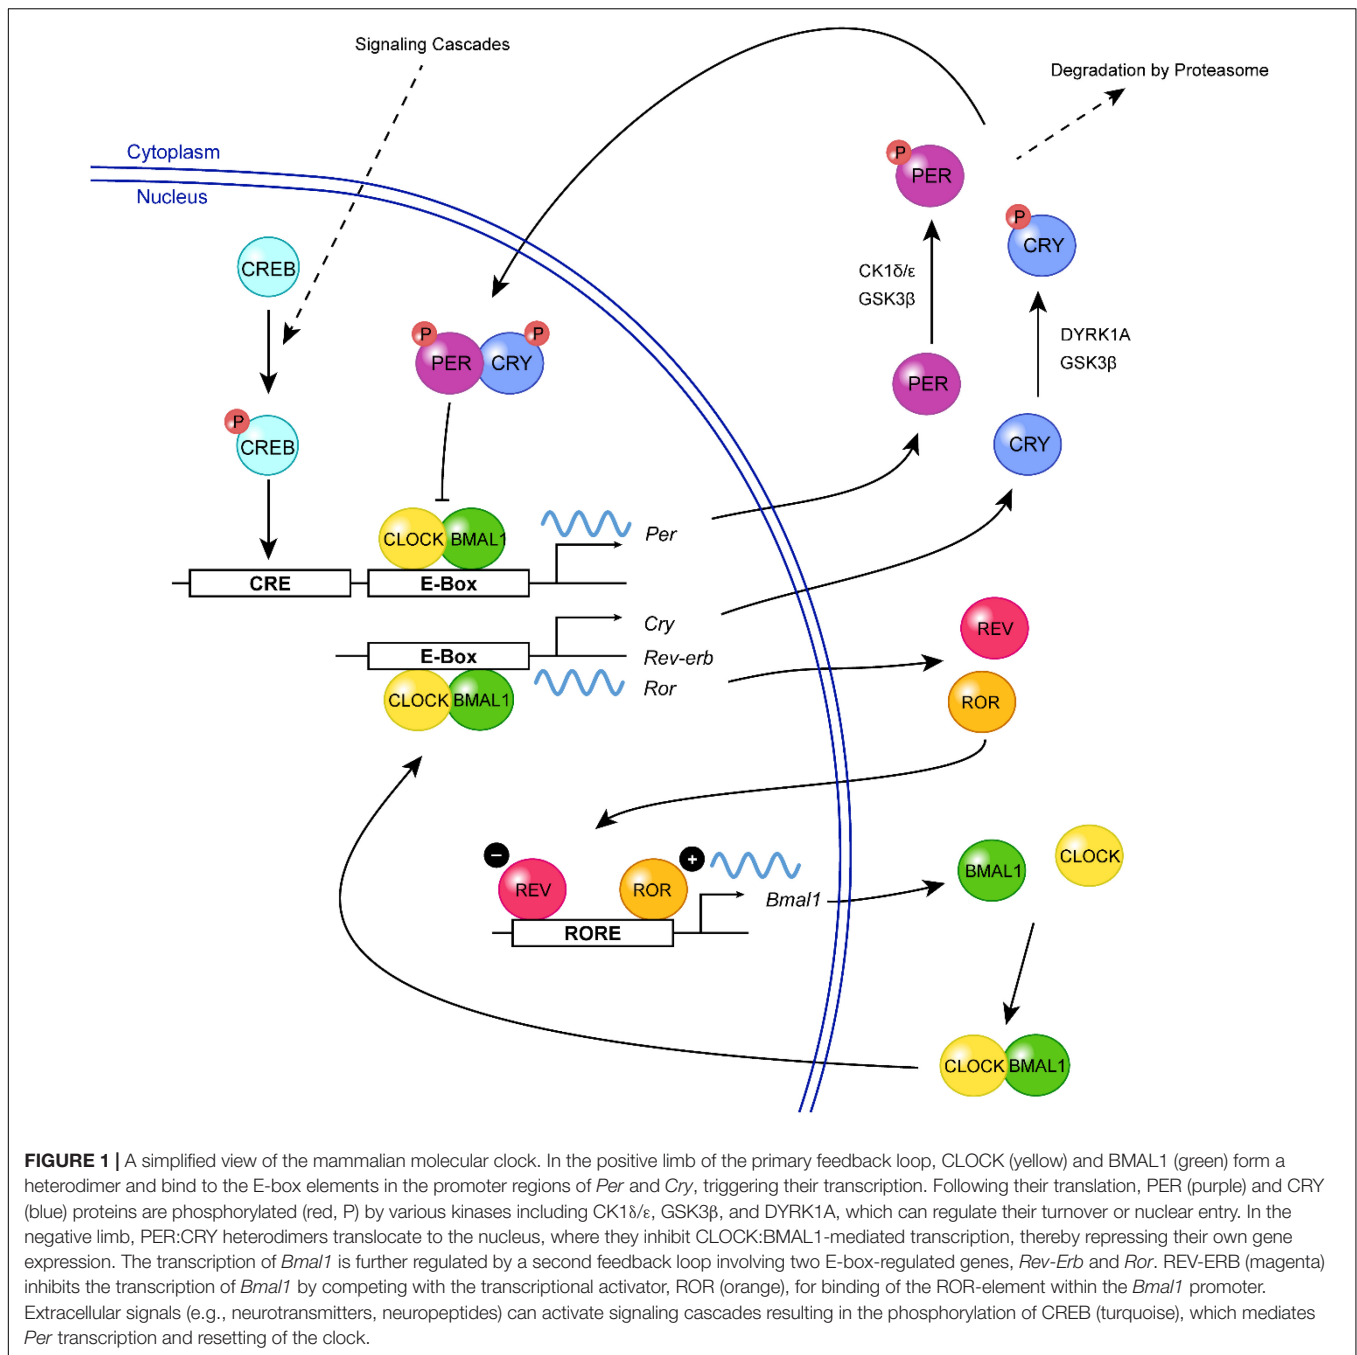 Signaling Cascades
Degradation by Proteasome
Cytoplasm
Nucleus
P
PER
P
CRY
CREB
CK1δ/ε
GSK3β
DYRK1A
GSK3β
P
P
PER
CRY
PER
P
CREB
CRY
CLOCK
BMAL1
Per
CRE
E-Box
Cry
E-Box
Rev-erb
Ror
CLOCK
BMAL1
REV
ROR
−
+
REV
ROR
Bmal1
RORE
BMAL1
CLOCK
CLOCK
BMAL1
FIGURE 1 | A simplified view of the mammalian molecular clock. In the positive limb of the primary feedback loop, CLOCK (yellow) and BMAL1 (green) form a
heterodimer and bind to the E-box elements in the promoter regions of Per and Cry, triggering their transcription. Following their translation, PER (purple) and CRY
(blue) proteins are phosphorylated (red, P) by various kinases including CK1δ/ε, GSK3β, and DYRK1A, which can regulate their turnover or nuclear entry. In the
negative limb, PER:CRY heterodimers translocate to the nucleus, where they inhibit CLOCK:BMAL1-mediated transcription, thereby repressing their own gene
expression. The transcription of Bmal1 is further regulated by a second feedback loop involving two E-box-regulated genes, Rev-Erb and Ror. REV-ERB (magenta)
inhibits the transcription of Bmal1 by competing with the transcriptional activator, ROR (orange), for binding of the ROR-element within the Bmal1 promoter.
Extracellular signals (e.g., neurotransmitters, neuropeptides) can activate signaling cascades resulting in the phosphorylation of CREB (turquoise), which mediates
Per transcription and resetting of the clock.